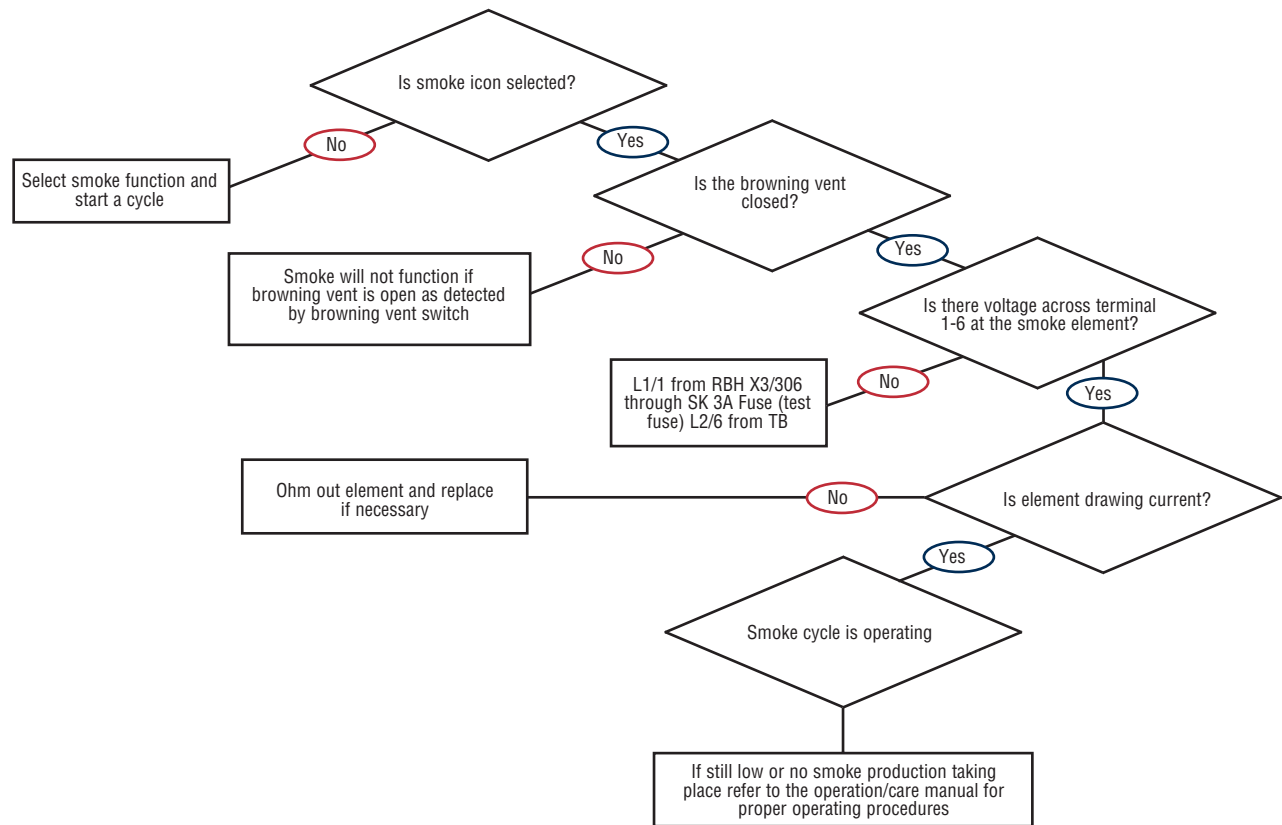 Is smoke icon selected?
No
Yes
Select smoke function and
start a cycle
Is the browning vent
closed?
No
Yes
Smoke will not function if
browning vent is open as detected
by browning vent switch
Is there voltage across terminal
1-6 at the smoke element?
No
Yes
L1/1 from RBH X3/306
through SK 3A Fuse (test
fuse) L2/6 from TB
Is element drawing current?
No
Yes
Ohm out element and replace
if necessary
Smoke cycle is operating
If still low or no smoke production taking
place refer to the operation/care manual for
proper operating procedures